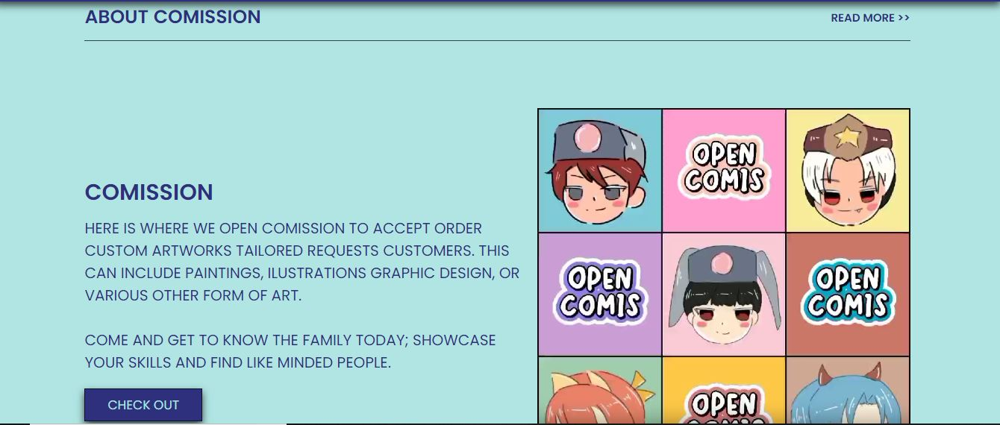 ABOUT COMISSION
READ MORE >>
COMISSION
HERE IS WHERE WE OPEN COMISSION TO ACCEPT ORDER
CUSTOM ARTWORKS TAILORED REQUESTS CUSTOMERS. THIS
CAN INCLUDE PAINTINGS, ILUSTRATIONS GRAPHIC DESIGN, OR
VARIOUS OTHER FORM OF ART.
COME AND GET TO KNOW THE FAMILY TODAY; SHOWCASE
YOUR SKILLS AND FIND LIKE MINDED PEOPLE.
CHECK OUT
OPEN
COMIS
OPEN
COMIS
OPEN
COMIS
OPEN
COMIS